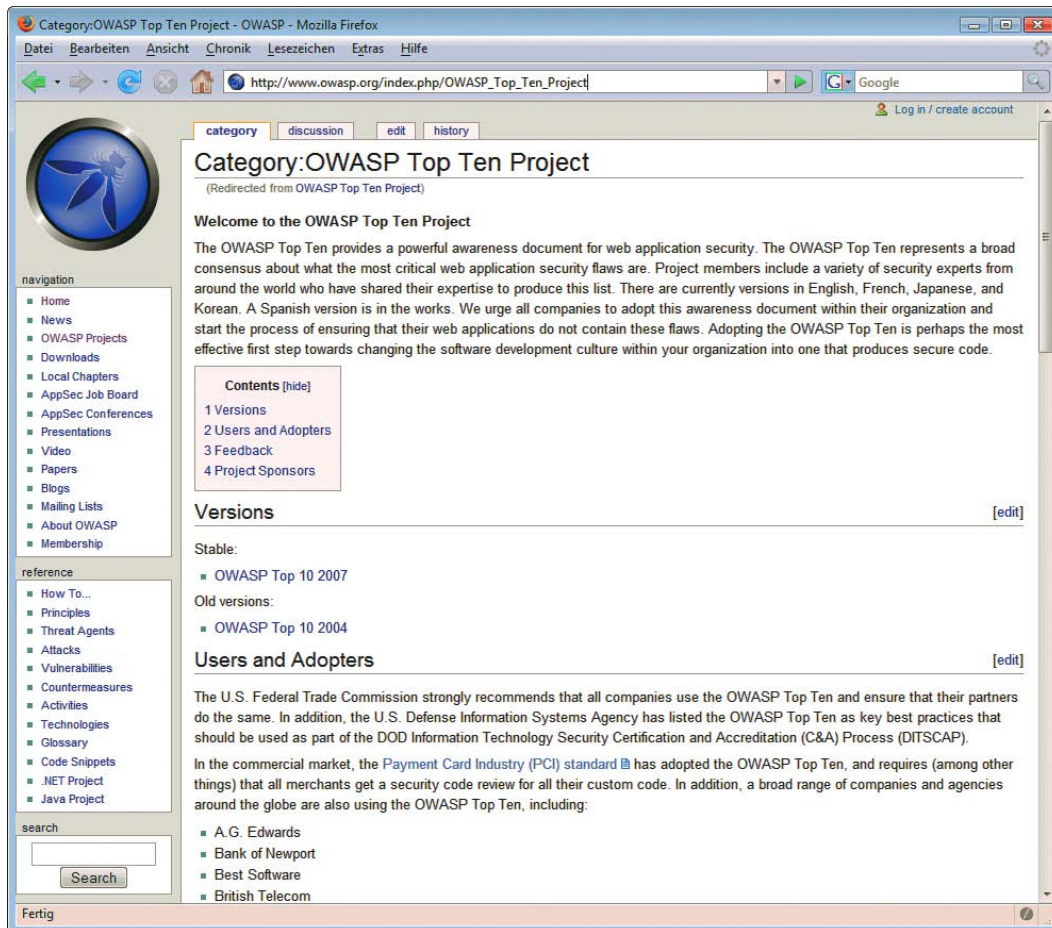 Category:OWASP Top Ten Project - OWASP - Mozilla Firefox
Datei Bearbeiten Ansicht Chronik Lesezeichen Extras Hilfe
http://www.owasp.org/index.php/OWASP_Top_Ten_Project
G Google
Log in / create account
category discussion edit history
Category:OWASP Top Ten Project
(Redirected from OWASP Top Ten Project)
Welcome to the OWASP Top Ten Project
The OWASP Top Ten provides a powerful awareness document for web application security. The OWASP Top Ten represents a broad
consensus about what the most critical web application security flaws are. Project members include a variety of security experts from
around the world who have shared their expertise to produce this list. There are currently versions in English, French, Japanese, and
Korean. A Spanish version is in the works. We urge all companies to adopt this awareness document within their organization and
start the process of ensuring that their web applications do not contain these flaws. Adopting the OWASP Top Ten is perhaps the most
effective first step towards changing the software development culture within your organization into one that produces secure code.
Contents [hide]
1 Versions
2 Users and Adopters
3 Feedback
4 Project Sponsors
Versions [edit]
Stable:
OWASP Top 10 2007
Old versions:
OWASP Top 10 2004
Users and Adopters [edit]
The U.S. Federal Trade Commission strongly recommends that all companies use the OWASP Top Ten and ensure that their partners
do the same. In addition, the U.S. Defense Information Systems Agency has listed the OWASP Top Ten as key best practices that
should be used as part of the DOD Information Technology Security Certification and Accreditation (C&A) Process (DITSCAP).
In the commercial market, the Payment Card Industry (PCI) standard has adopted the OWASP Top Ten, and requires (among other
things) that all merchants get a security code review for all their custom code. In addition, a broad range of companies and agencies
around the globe are also using the OWASP Top Ten, including:
A.G. Edwards
Bank of Newport
Best Software
British Telecom
navigation
Home
News
OWASP Projects
Downloads
Local Chapters
AppSec Job Board
AppSec Conferences
Presentations
Video
Papers
Blogs
Mailing Lists
About OWASP
Membership
reference
How To...
Principles
Threat Agents
Attacks
Vulnerabilities
Countermeasures
Activities
Technologies
Glossary
Code Snippets
.NET Project
Java Project
search
Search
Fertig